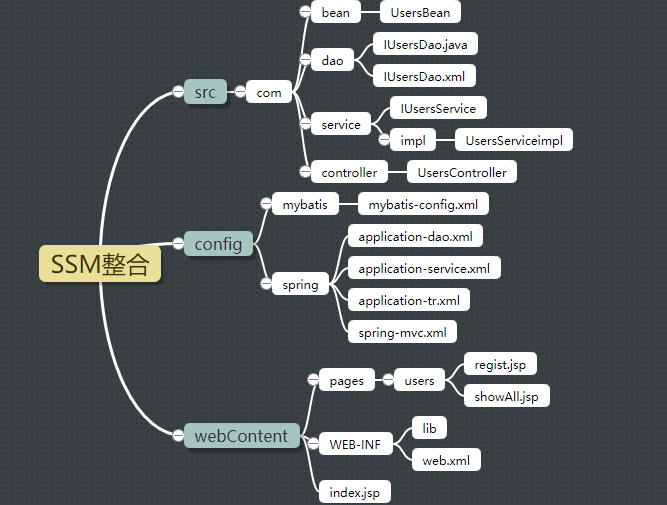 SSM整合
src
com
bean
UsersBean
dao
IUsersDao.java
IUsersDao.xml
service
IUsersService
impl
UsersServiceimpl
controller
UsersController
config
mybatis
mybatis-config.xml
spring
application-dao.xml
application-service.xml
application-tr.xml
spring-mvc.xml
webContent
pages
users
regist.jsp
showAll.jsp
WEB-INF
lib
web.xml
index.jsp